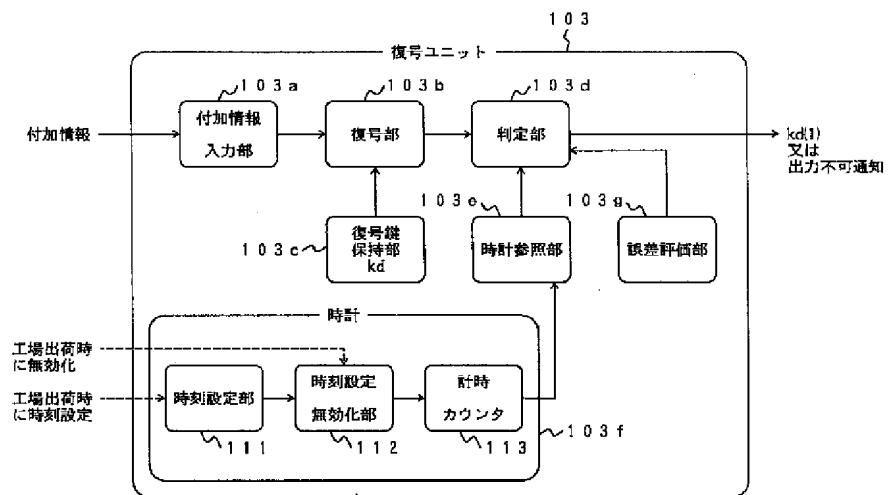 103
復号ユニット
103a
103b
103d
付加情報
付加情報
入力部
復号部
判定部
kd(1)
又は
出力不可通知
103c
復号鍵
保持部
kd
103e
時計参照部
103g
誤差評価部
時計
工場出荷時
に無効化
工場出荷時
に時刻設定
時刻設定部
時刻設定
無効化部
計時
カウンタ
111
112
113
103f